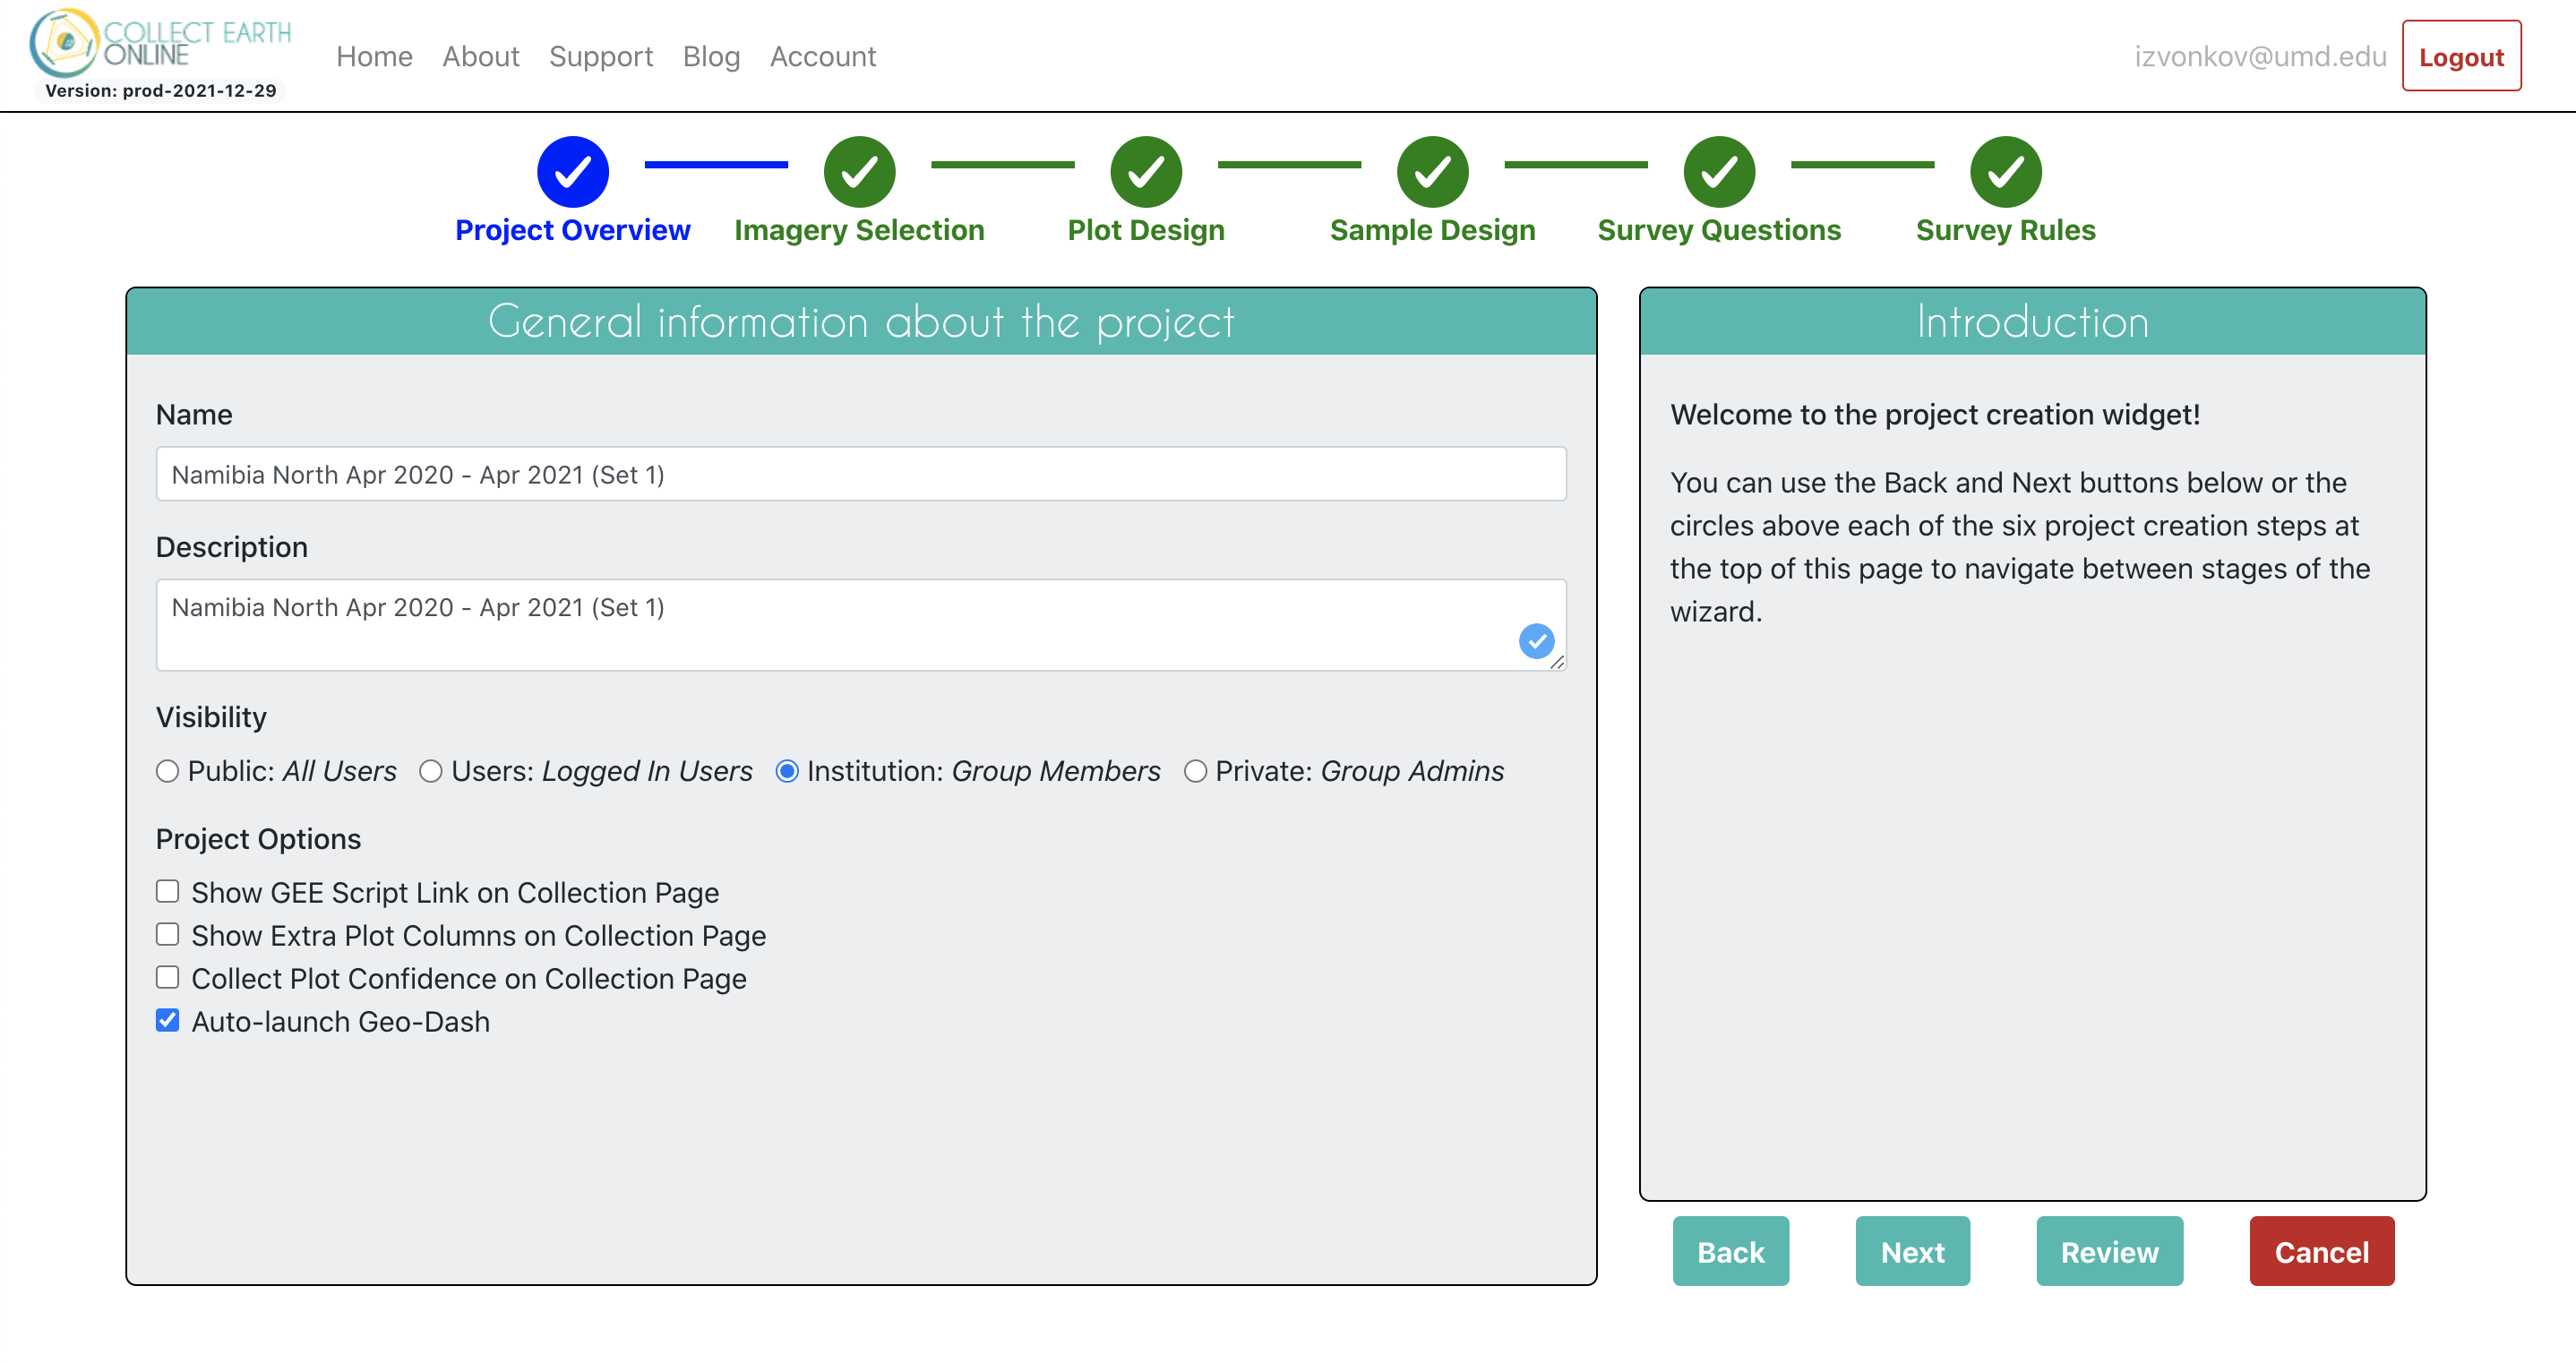 COLLECT EARTH
ONLINE
Version: prod-2021-12-29
Home About Support Blog Account
izvonkov@umd.edu
Logout
Project Overview
Imagery Selection
Plot Design
Sample Design
Survey Questions
Survey Rules
General information about the project
Name
Namibia North Apr 2020 - Apr 2021 (Set 1)
Description
Namibia North Apr 2020 - Apr 2021 (Set 1)
Visibility
Public: All Users Users: Logged In Users Institution: Group Members Private: Group Admins
Project Options
Show GEE Script Link on Collection Page
Show Extra Plot Columns on Collection Page
Collect Plot Confidence on Collection Page
Auto-launch Geo-Dash
Introduction
Welcome to the project creation widget!
You can use the Back and Next buttons below or the
circles above each of the six project creation steps at
the top of this page to navigate between stages of the
wizard.
Back
Next
Review
Cancel